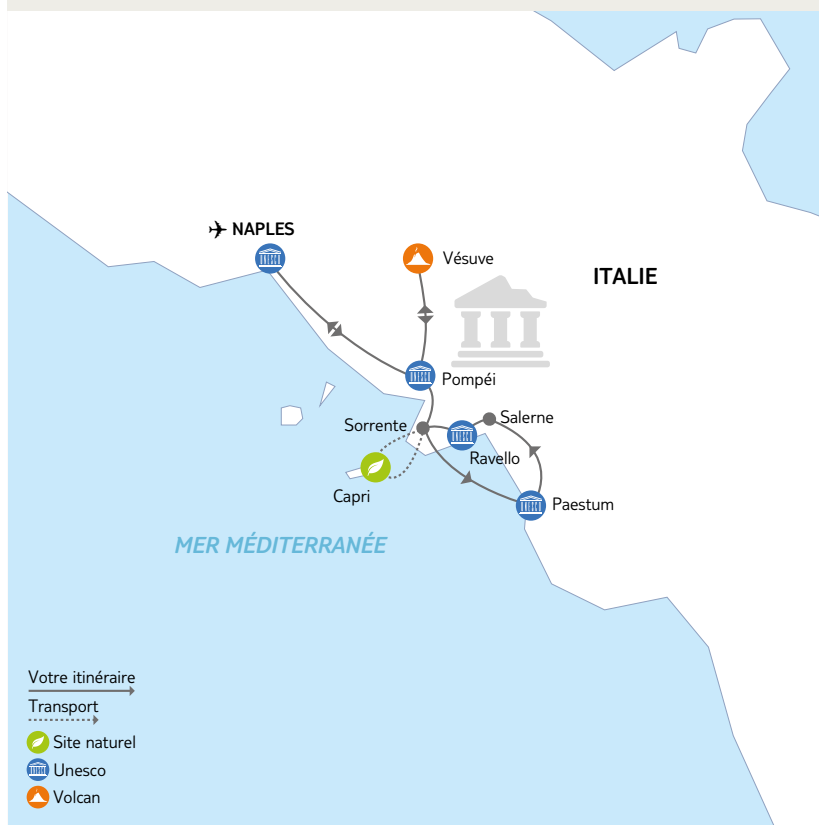 NAPLES
Vésuve
ITALIE
Pompéi
Salerne
Sorrente
Ravello
Capri
Paestum
MER MÉDITERRANÉE
Votre itinéraire
Transport
Site naturel
Unesco
Volcan